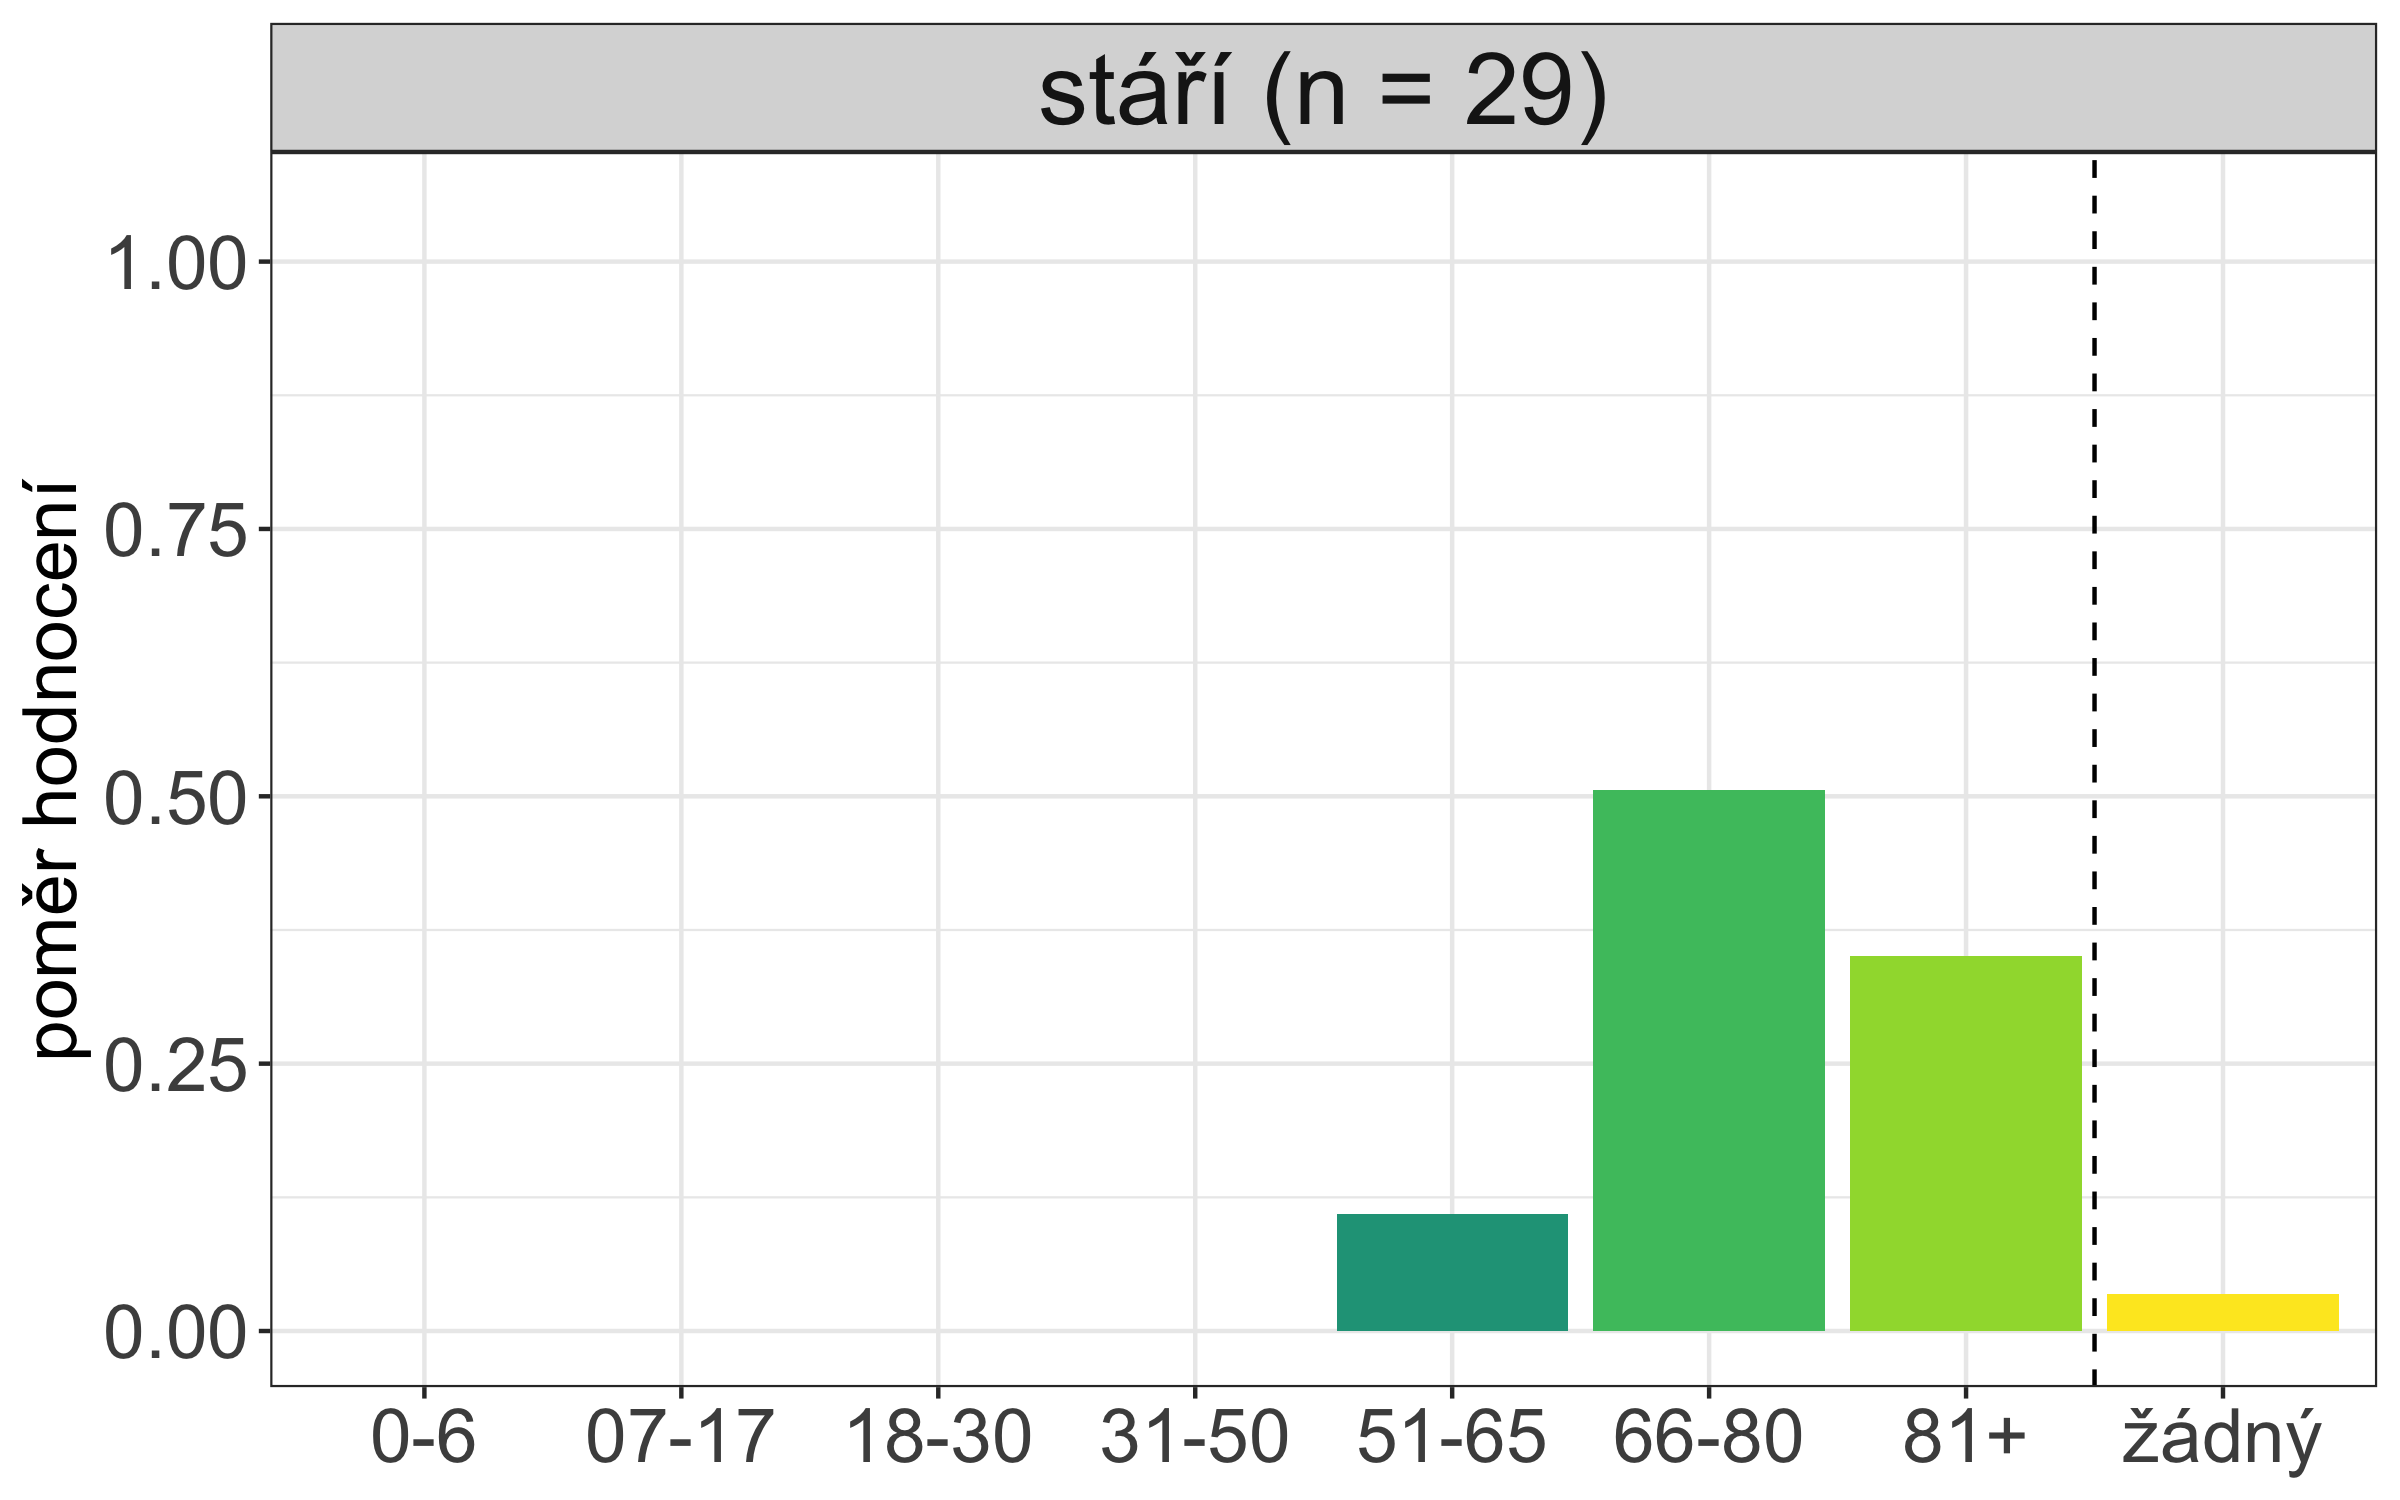 stáří (n = 29)
poměr hodnocení
1.00
0.75
0.50
0.25
0.00
0-6 07-17 18-30 31-50 51-65 66-80 81+ žádný